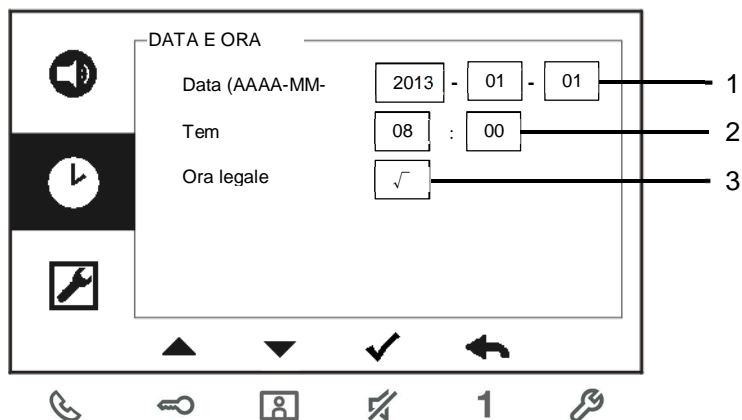 DATA E ORA
Data (AAAA-MM- 2013 - 01 - 01 1
Tem 08 : 00 2
Ora legale √ 3
1